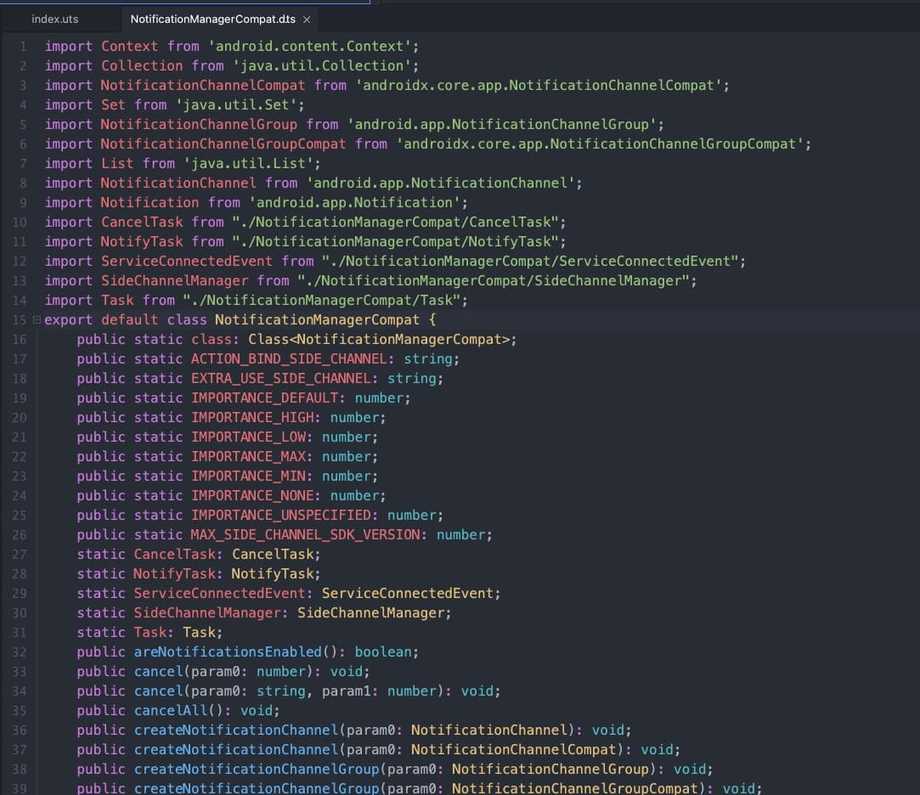 index.uts
NotificationManagerCompat.d.ts ×
1 import Context from 'android.content.Context';
2 import Collection from 'java.util.Collection';
3 import NotificationChannelCompat from 'androidx.core.app.NotificationChannelCompat';
4 import Set from 'java.util.Set';
5 import NotificationChannelGroup from 'android.app.NotificationChannelGroup';
6 import NotificationChannelGroupCompat from 'androidx.core.app.NotificationChannelGroupCompat';
7 import List from 'java.util.List';
8 import NotificationChannel from 'android.app.NotificationChannel';
9 import Notification from 'android.app.Notification';
10 import CancelTask from "./NotificationManagerCompat/CancelTask";
11 import NotifyTask from "./NotificationManagerCompat/NotifyTask";
12 import ServiceConnectedEvent from "./NotificationManagerCompat/ServiceConnectedEvent";
13 import SideChannelManager from "./NotificationManagerCompat/SideChannelManager";
14 import Task from "./NotificationManagerCompat/Task";
15 export default class NotificationManagerCompat {
16 public static class: Class<NotificationManagerCompat>;
17 public static ACTION_BIND_SIDE_CHANNEL: string;
18 public static EXTRA_USE_SIDE_CHANNEL: string;
19 public static IMPORTANCE_DEFAULT: number;
20 public static IMPORTANCE_HIGH: number;
21 public static IMPORTANCE_LOW: number;
22 public static IMPORTANCE_MAX: number;
23 public static IMPORTANCE_MIN: number;
24 public static IMPORTANCE_NONE: number;
25 public static IMPORTANCE_UNSPECIFIED: number;
26 public static MAX_SIDE_CHANNEL_SDK_VERSION: number;
27 static CancelTask: CancelTask;
28 static NotifyTask: NotifyTask;
29 static ServiceConnectedEvent: ServiceConnectedEvent;
30 static SideChannelManager: SideChannelManager;
31 static Task: Task;
32 public areNotificationsEnabled(): boolean;
33 public cancel(param0: number): void;
34 public cancel(param0: string, param1: number): void;
35 public cancelAll(): void;
36 public createNotificationChannel(param0: NotificationChannel): void;
37 public createNotificationChannel(param0: NotificationChannelCompat): void;
38 public createNotificationChannelGroup(param0: NotificationChannelGroup): void;
39 public createNotificationChannelGroup(param0: NotificationChannelGroupCompat): void;